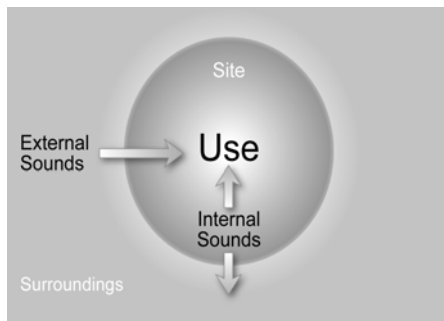 Site
External
Sounds
Use
Internal
Sounds
Surroundings